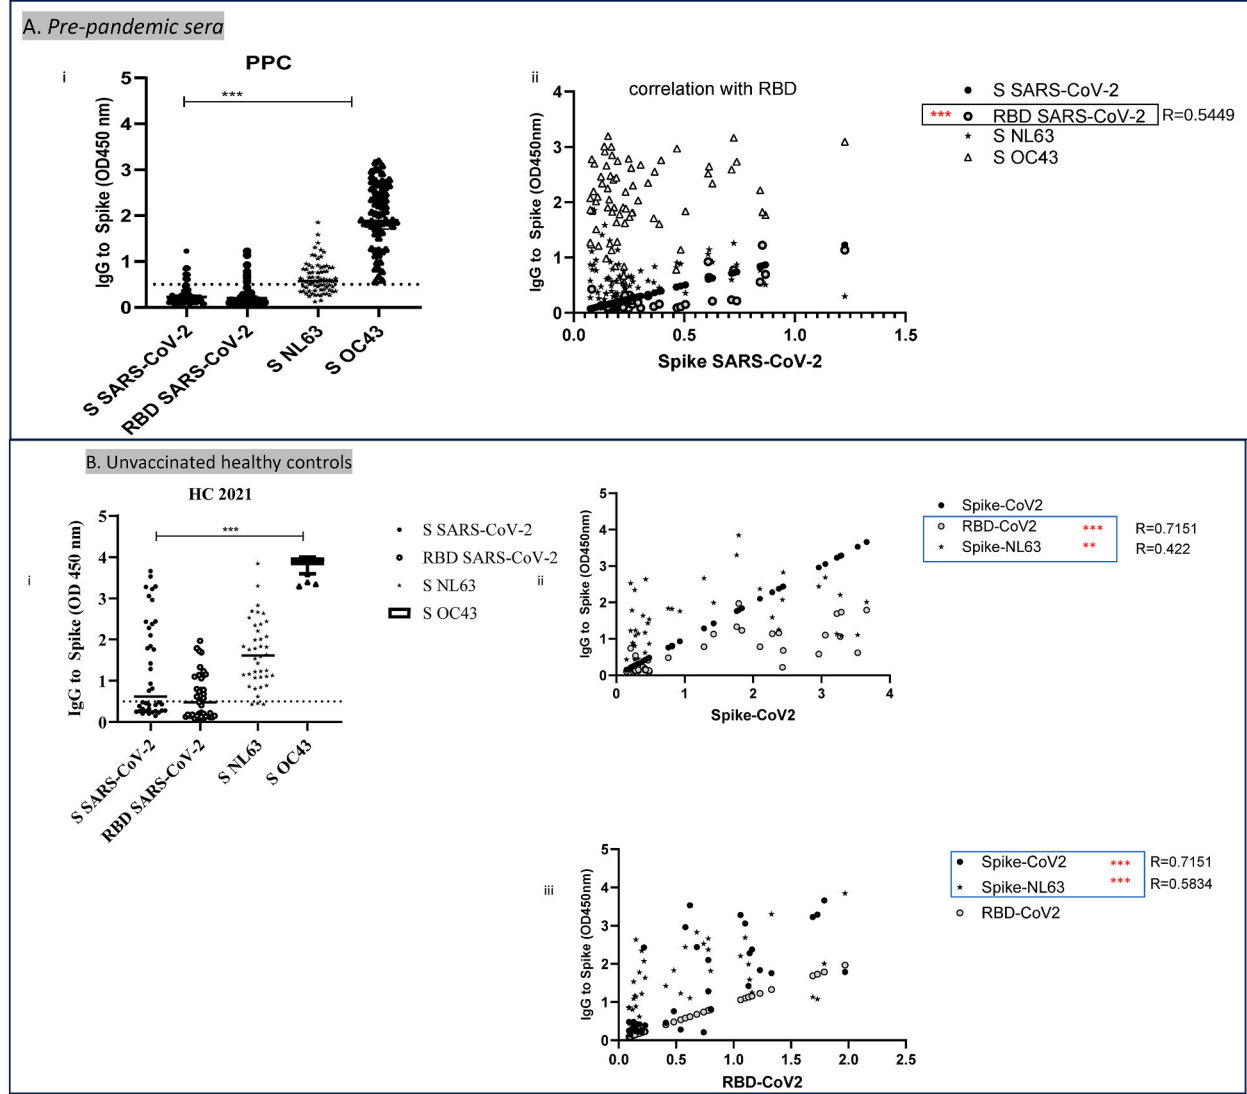 A. Pre-pandemic sera
i
PPC
***
IgG to Spike (OD450 nm)
5
4
3
2
1
0
S SARS-CoV-2
RBD SARS-CoV-2
S NL63
S OC43
ii
correlation with RBD
IgG to Spike (OD450nm)
4
3
2
1
0
0.0
0.5
1.0
1.5
Spike SARS-CoV-2
S SARS-CoV-2
*** RBD SARS-CoV-2 R=0.5449
S NL63
S OC43
B. Unvaccinated healthy controls
HC 2021
i
***
IgG to Spike (OD 450 nm)
5
4
3
2
1
0
S SARS-CoV-2
RBD SARS-CoV-2
S NL63
S OC43
S SARS-CoV-2
RBD SARS-CoV-2
S NL63
S OC43
ii
IgG to Spike (OD450nm)
5
4
3
2
1
0
0
1
2
3
4
Spike-CoV2
Spike-CoV2
RBD-CoV2 *** R=0.7151
Spike-NL63 ** R=0.422
iii
IgG to Spike (OD450nm)
5
4
3
2
1
0
0.0
0.5
1.0
1.5
2.0
2.5
RBD-CoV2
Spike-CoV2 *** R=0.7151
Spike-NL63 *** R=0.5834
RBD-CoV2